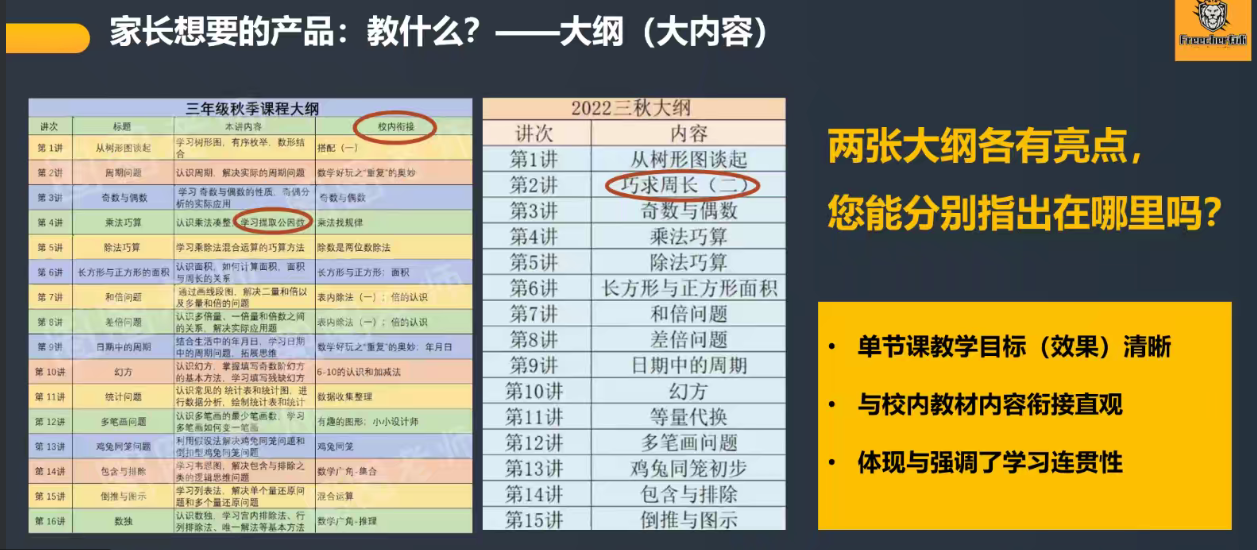 家长想要的产品：教什么？——大纲（大内容）
三年级秋季课程大纲
讲次 标题 本讲内容 校内衔接
第1讲 从树形图谈起 学习树形图，有序枚举，数形结合 搭配（一）
第2讲 周期问题 认识周期，解决实际的周期问题 数学好玩之“重复”的奥妙
第3讲 奇数与偶数 学习 奇数与偶数的性质，奇偶分析的实际应用 奇数与偶数
第4讲 乘法巧算 认识乘法凑整，学习提取公因数 乘法找规律
第5讲 除法巧算 学习乘除法混合运算的巧算方法 除数是两位数除法
第6讲 长方形与正方形的面积 认识面积，如何计算面积，面积与周长的关系 长方形与正方形：面积
第7讲 和倍问题 通过画线段图，解决二量和倍以及多量和倍的问题 表内除法（一）：倍的认识
第8讲 差倍问题 认识多倍量、一倍量和倍数之间的关系，解决实际应用题 表内除法（一）：倍的认识
第9讲 日期中的周期 结合生活中的年月日，学习日期中的周期问题，拓展思维 数学好玩之“重复”的奥妙：年月日
第10讲 幻方 认识幻方，掌握填写奇数阶幻方的基本方法，学习填写残缺幻方 6-10的认识和加减法
第11讲 统计问题 认识常见的 统计表和统计图，进行数据分析，绘制统计表和统计 数据收集整理
第12讲 多笔画问题 认识多笔画的最少笔画数，学习多笔画如何变一笔画 有趣的图形：小小设计师
第13讲 鸡兔同笼问题 利用假设法解决鸡兔同笼问题和倒扣型鸡兔同笼问题 鸡兔同笼
第14讲 包含与排除 学习韦恩图，解决包含与排除之类的逻辑思维问题 数学广角-集合
第15讲 倒推与图示 学习列表法，解决单个量还原问题和多个量还原问题 混合运算
第16讲 数独 认识数独，学习宫内排除法、行列排除法、唯一解法等基本方法 数学广角-推理
2022三秋大纲
讲次 内容
第1讲 从树形图谈起
第2讲 巧求周长（二）
第3讲 奇数与偶数
第4讲 乘法巧算
第5讲 除法巧算
第6讲 长方形与正方形面积
第7讲 和倍问题
第8讲 差倍问题
第9讲 日期中的周期
第10讲 幻方
第11讲 等量代换
第12讲 多笔画问题
第13讲 鸡兔同笼初步
第14讲 包含与排除
第15讲 倒推与图示
两张大纲各有亮点，
您能分别指出在哪里吗？
• 单节课教学目标（效果）清晰
• 与校内教材内容衔接直观
• 体现与强调了学习连贯性